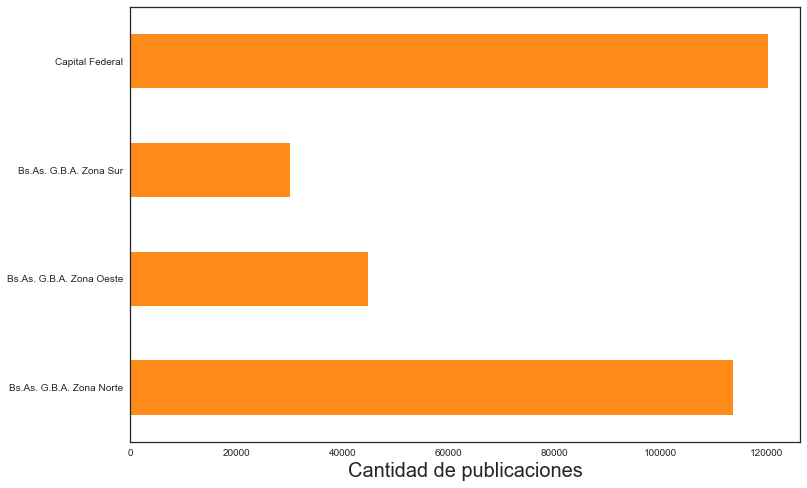 Capital Federal
Bs.As. G.B.A. Zona Sur
Bs.As. G.B.A. Zona Oeste
Bs.As. G.B.A. Zona Norte
0 20000 40000 60000 80000 100000 120000
Cantidad de publicaciones